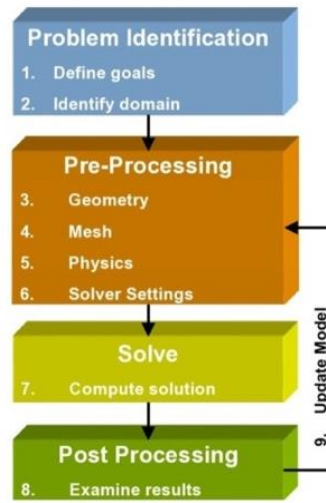 Problem Identification
1. Define goals
2. Identify domain
Pre-Processing
3. Geometry
4. Mesh
5. Physics
6. Solver Settings
Solve
7. Compute solution
Post Processing
8. Examine results
9. Update Model